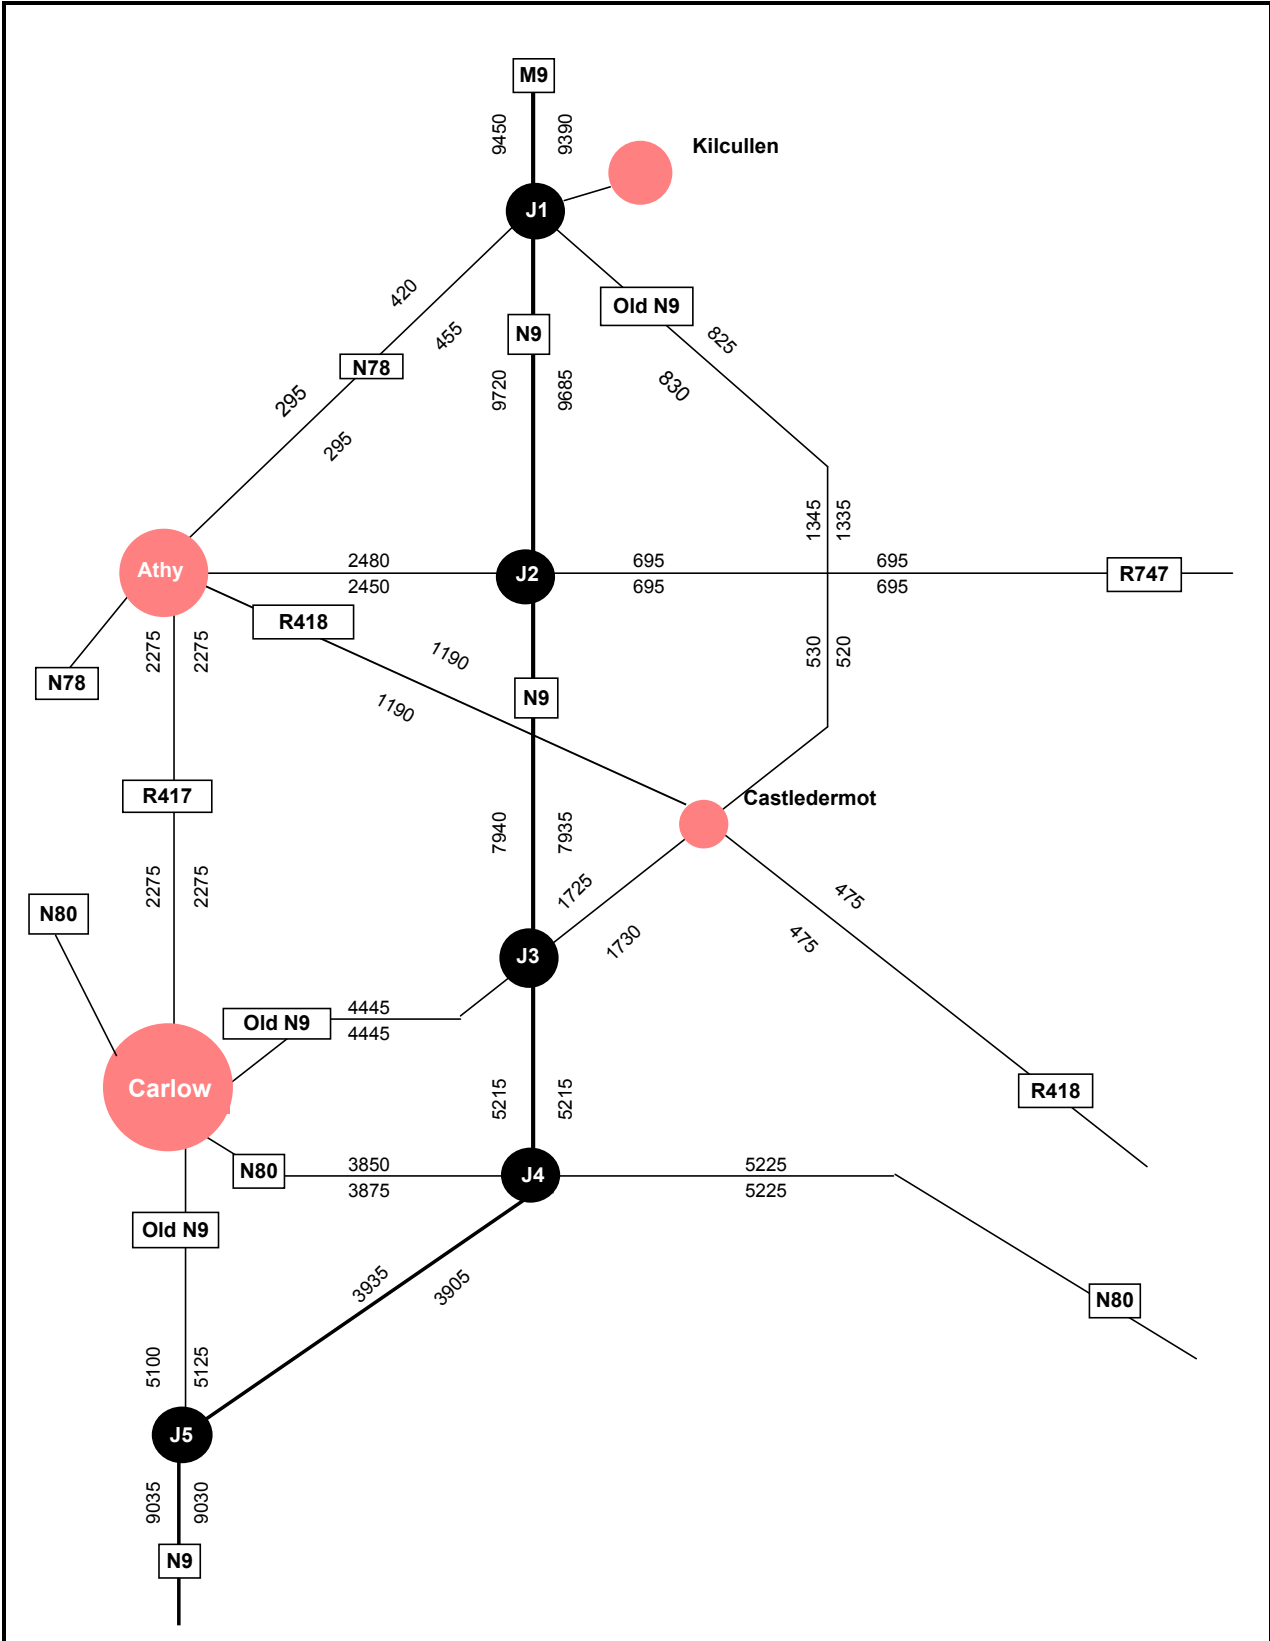 M9
9450
9390
Kilcullen
J1
420
455
N78
295
295
N9
9720
9685
Old N9
825
830
1345
1335
Athy
2480
2450
J2
695
695
695
695
R747
R418
1190
1190
N78
2275
2275
N9
530
520
R417
Castledermot
7940
7935
2275
2275
N80
1725
1730
475
475
J3
Old N9
4445
4445
Carlow
5215
5215
R418
N80
3850
3875
J4
5225
5225
Old N9
3935
3905
N80
5100
5125
J5
9035
9030
N9